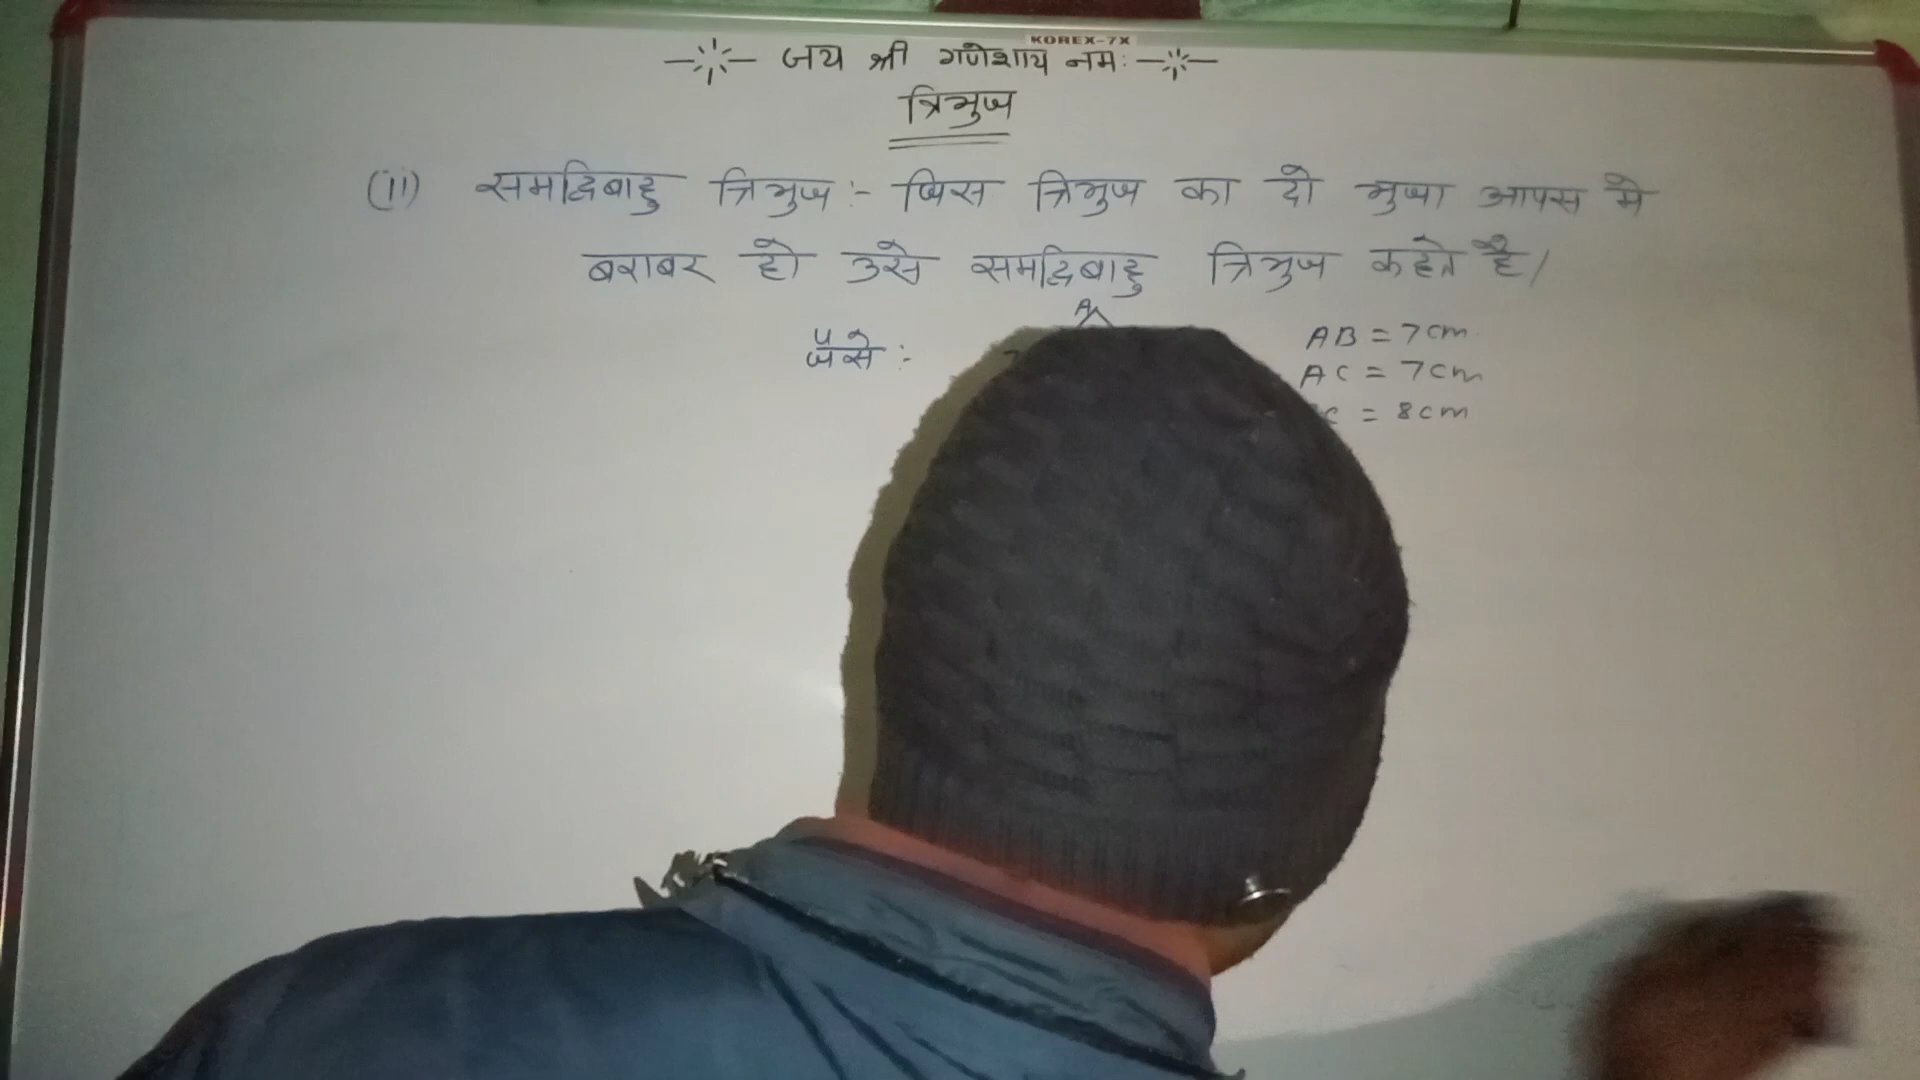 KOREX-7X
जय श्री गणेशाय नमः
त्रिभुज
(ii) समद्विबाहु त्रिभुज :- जिस त्रिभुज का दो भुजा आपस मे
बराबर हो उसे समद्विबाहु त्रिभुज कहते है।
जैसे :-
A
AB = 7cm
AC = 7cm
C = 8cm